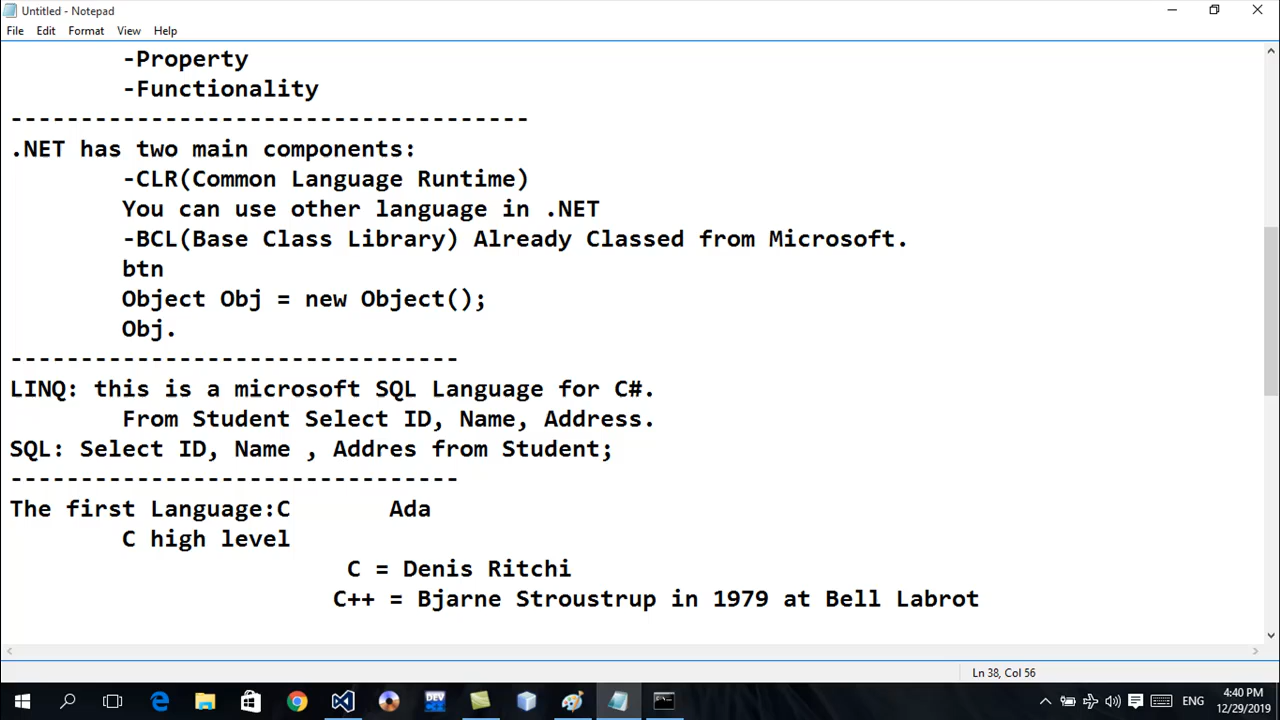 Untitled - Notepad
File Edit Format View Help
-Property
-Functionality
-------------------------------------
.NET has two main components:
-CLR(Common Language Runtime)
You can use other language in .NET
-BCL(Base Class Library) Already Classed from Microsoft.
btn
Object Obj = new Object();
Obj.
--------------------------------
LINQ: this is a microsoft SQL Language for C#.
From Student Select ID, Name, Address.
SQL: Select ID, Name , Addres from Student;
--------------------------------
The first Language:C Ada
C high level
C = Denis Ritchi
C++ = Bjarne Stroustrup in 1979 at Bell Labrot
Ln 38, Col 56
DEV
ENG
4:40 PM
12/29/2019